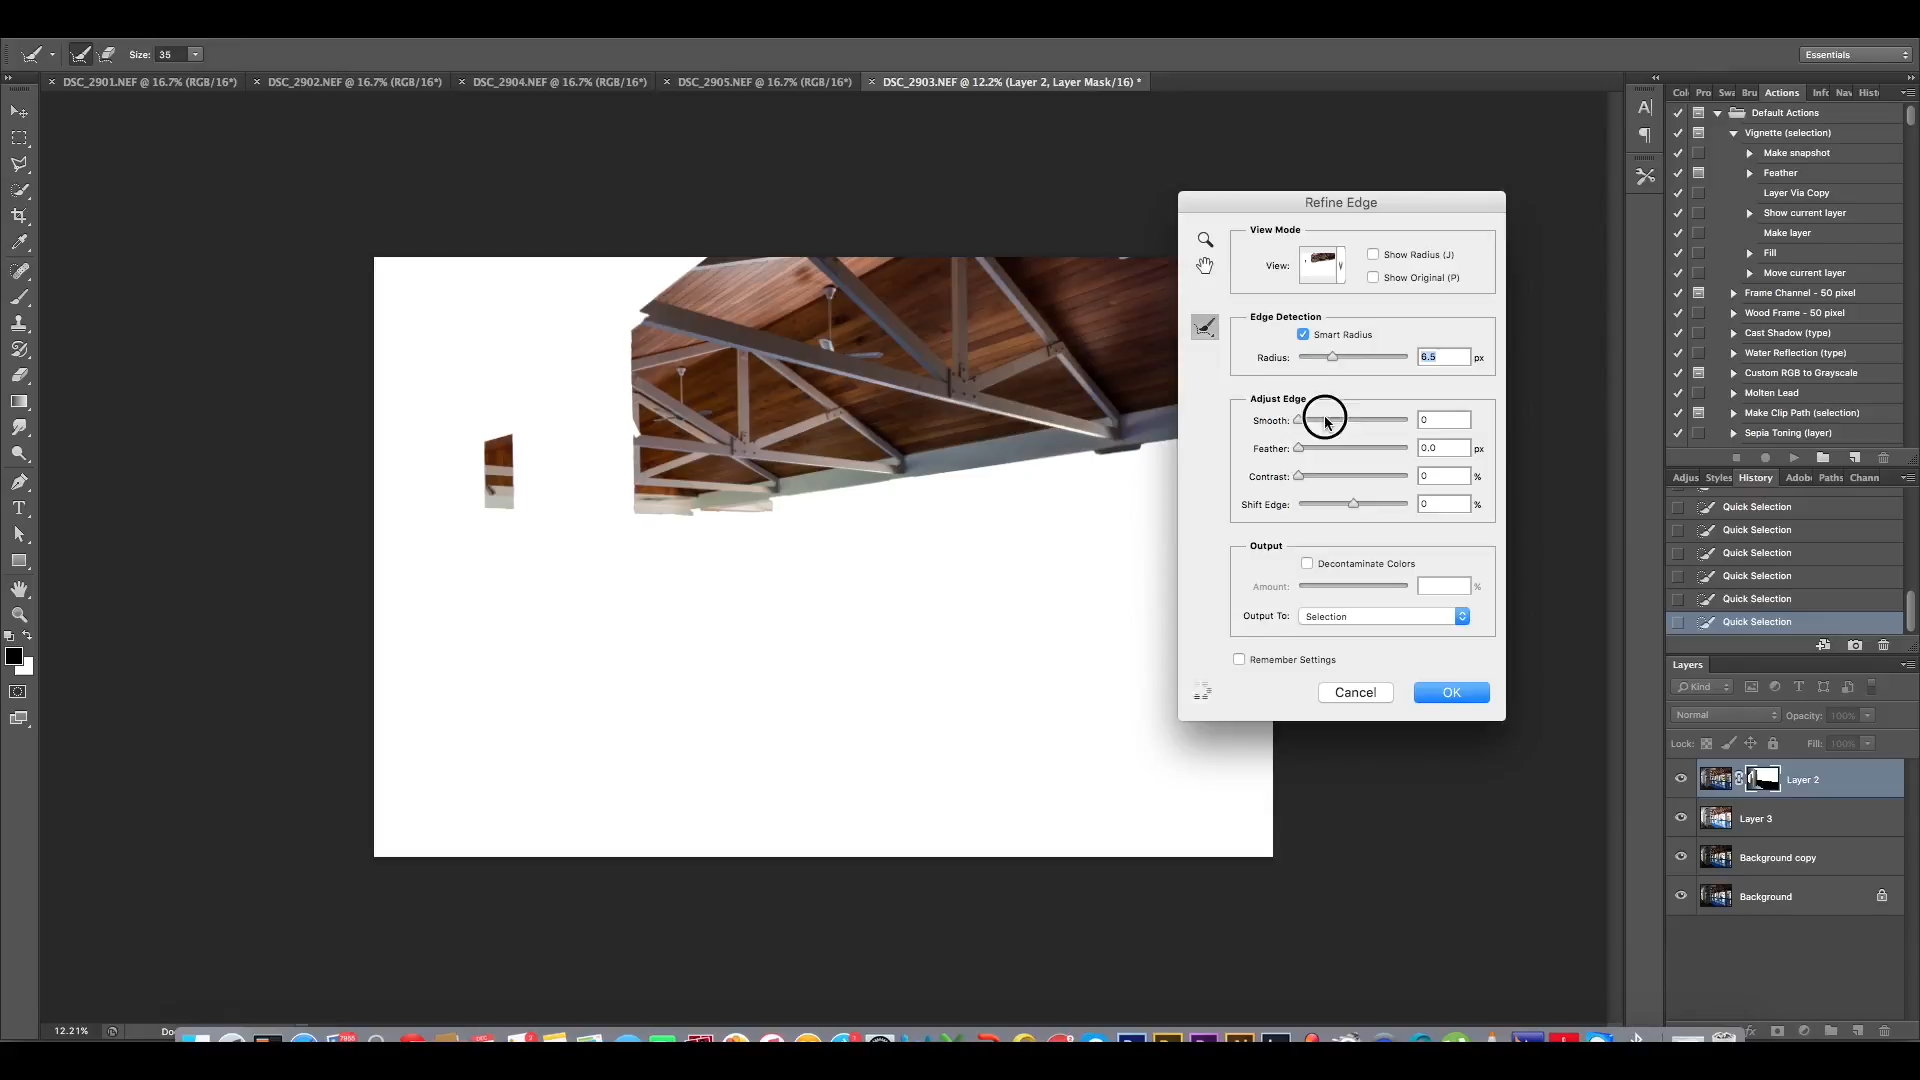 Size: 35
Essentials
DSC_2901.NEF @ 16.7% (RGB/16*)
DSC_2902.NEF @ 16.7% (RGB/16*)
DSC_2904.NEF @ 16.7% (RGB/16*)
DSC_2905.NEF @ 16.7% (RGB/16*)
DSC_2903.NEF @ 12.2% (Layer 2, Layer Mask/16) *
Col Pro Swa Bru Actions Info Nav Hist
Default Actions
Vignette (selection)
Make snapshot
Feather
Layer Via Copy
Show current layer
Make layer
Fill
Move current layer
Frame Channel - 50 pixel
Wood Frame - 50 pixel
Cast Shadow (type)
Water Reflection (type)
Custom RGB to Grayscale
Molten Lead
Make Clip Path (selection)
Sepia Toning (layer)
Refine Edge
View Mode
View:
Show Radius (J)
Show Original (P)
Edge Detection
Smart Radius
Radius: 6.5 px
Adjust Edge
Smooth: 0
Feather: 0.0 px
Contrast: 0 %
Shift Edge: 0 %
Output
Decontaminate Colors
Amount: %
Output To: Selection
Remember Settings
Cancel OK
Adjus Styles History Adobe Paths Chann
Quick Selection
Quick Selection
Quick Selection
Quick Selection
Quick Selection
Quick Selection
Layers
Kind
Normal Opacity: 100%
Lock: Fill: 100%
Layer 2
Layer 3
Background copy
Background
12.21% Doc